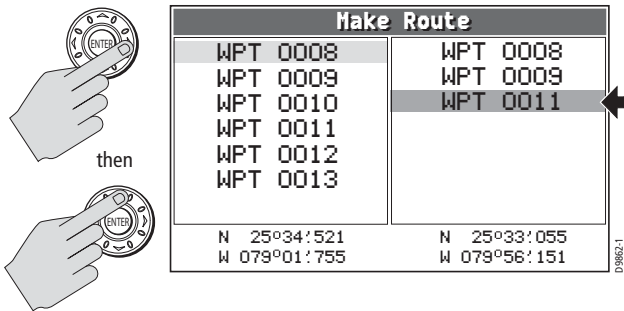 Make Route
ENTER
then
ENTER
WPT 0008
WPT 0009
WPT 0010
WPT 0011
WPT 0012
WPT 0013
WPT 0008
WPT 0009
WPT 0011
N 25°34'.521
W 079°01'.755
N 25°33'.055
W 079°56'.151
D9862-1